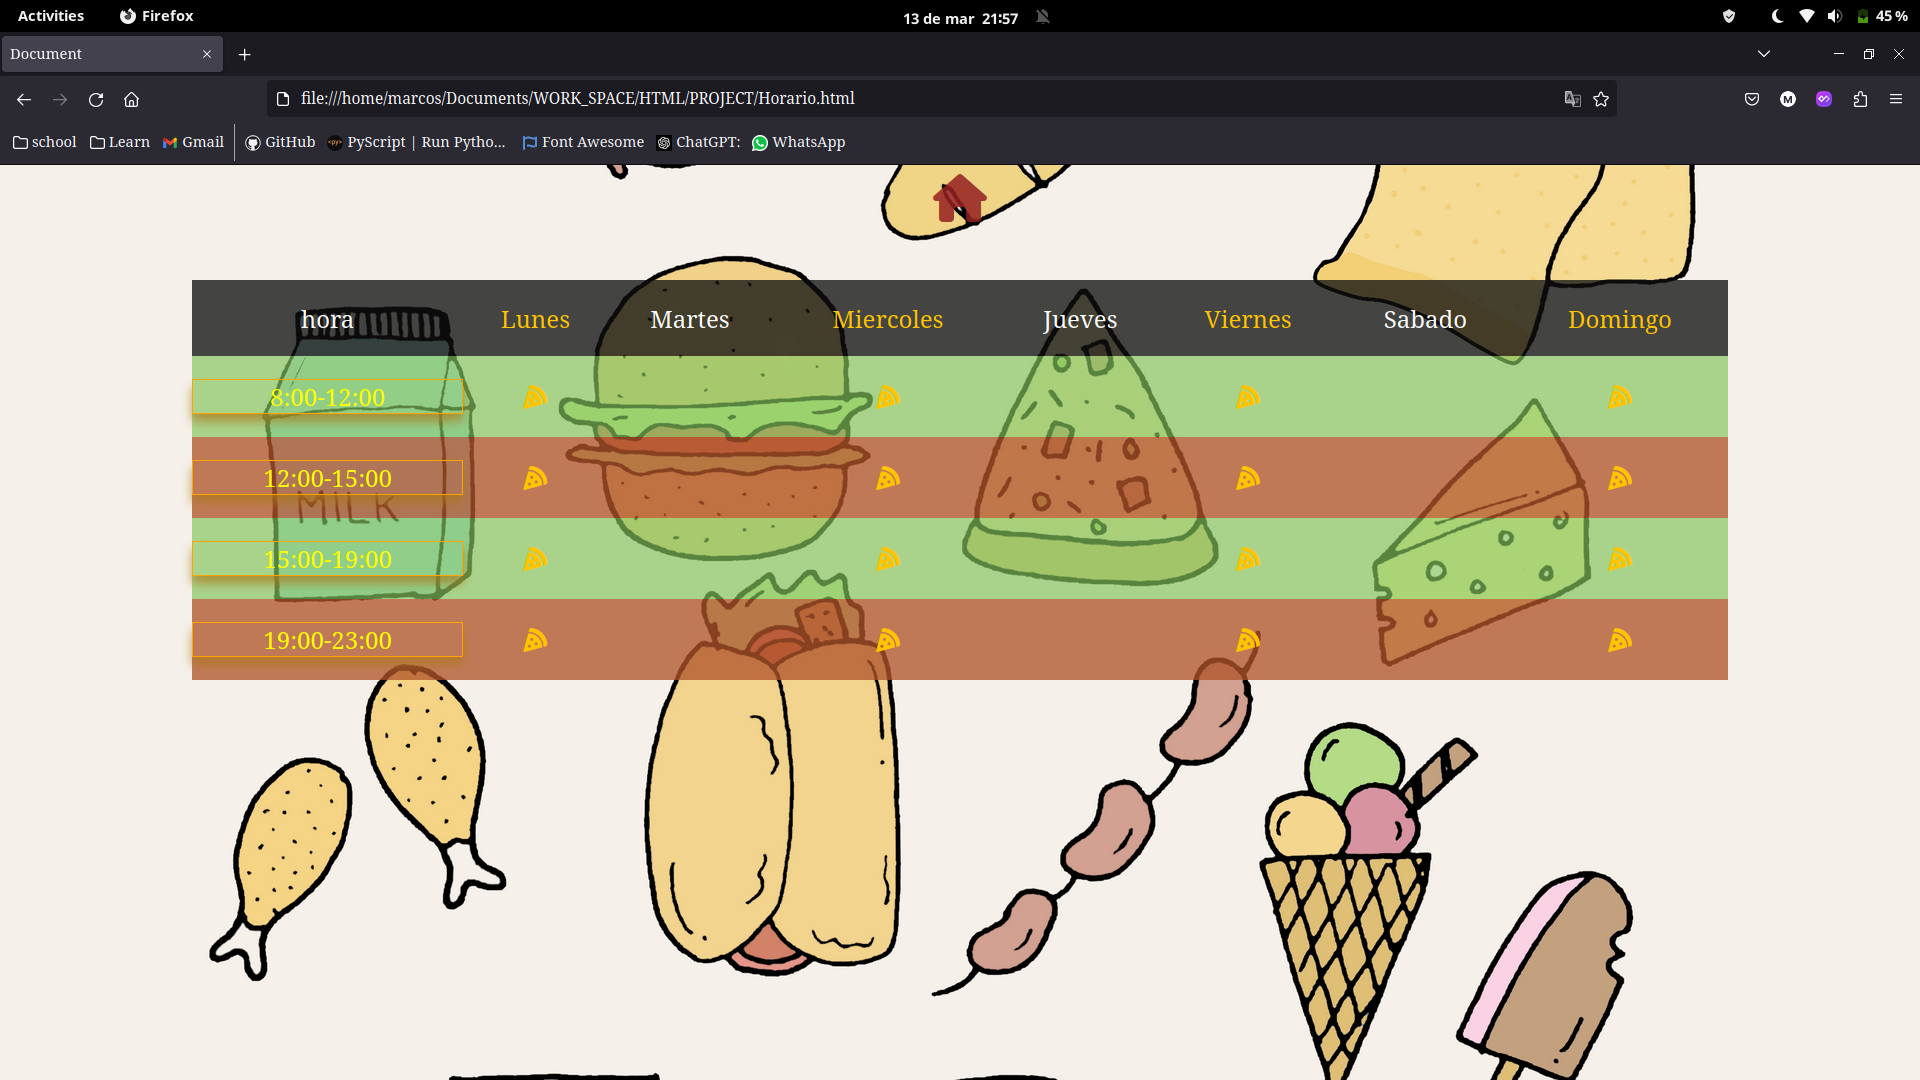 Activities Firefox 13 de mar 21:57 45 %
Document
file:///home/marcos/Documents/WORK_SPACE/HTML/PROJECT/Horario.html
school Learn Gmail GitHub PyScript | Run Pytho... Font Awesome ChatGPT: WhatsApp
hora Lunes Martes Miercoles Jueves Viernes Sabado Domingo
8:00-12:00
12:00-15:00
MILK
15:00-19:00
19:00-23:00